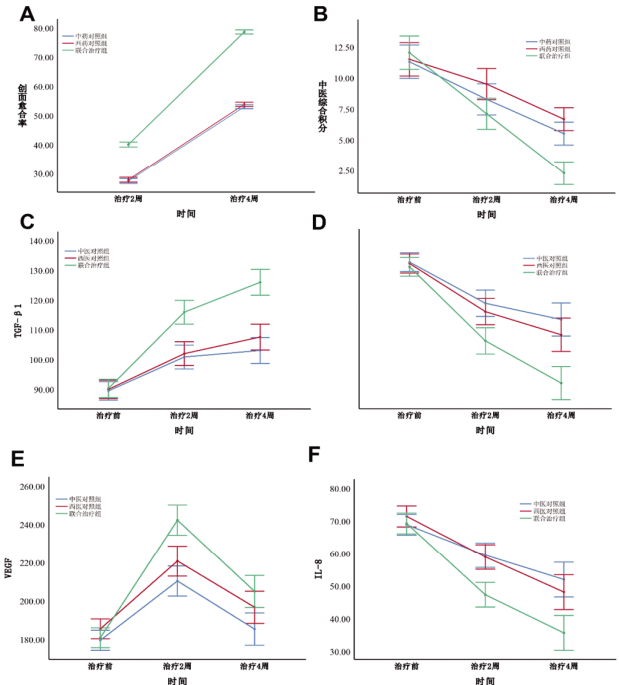 A
中药对照组
西药对照组
联合治疗组
创面愈合率
80.00
70.00
60.00
50.00
40.00
30.00
治疗2周
治疗4周
时间
B
中药对照组
西药对照组
联合治疗组
中医综合积分
12.50
10.00
7.50
5.00
2.50
治疗前
治疗2周
治疗4周
时间
C
中医对照组
西医对照组
联合治疗组
TGF-β1
140.00
130.00
120.00
110.00
100.00
90.00
治疗前
治疗2周
治疗4周
时间
D
中医对照组
西医对照组
联合治疗组
治疗前
治疗2周
治疗4周
时间
E
中医对照组
西医对照组
联合治疗组
VEGF
260.00
240.00
220.00
200.00
180.00
治疗前
治疗2周
治疗4周
时间
F
中医对照组
西医对照组
联合治疗组
IL-8
80.00
70.00
60.00
50.00
40.00
30.00
治疗前
治疗2周
治疗4周
时间